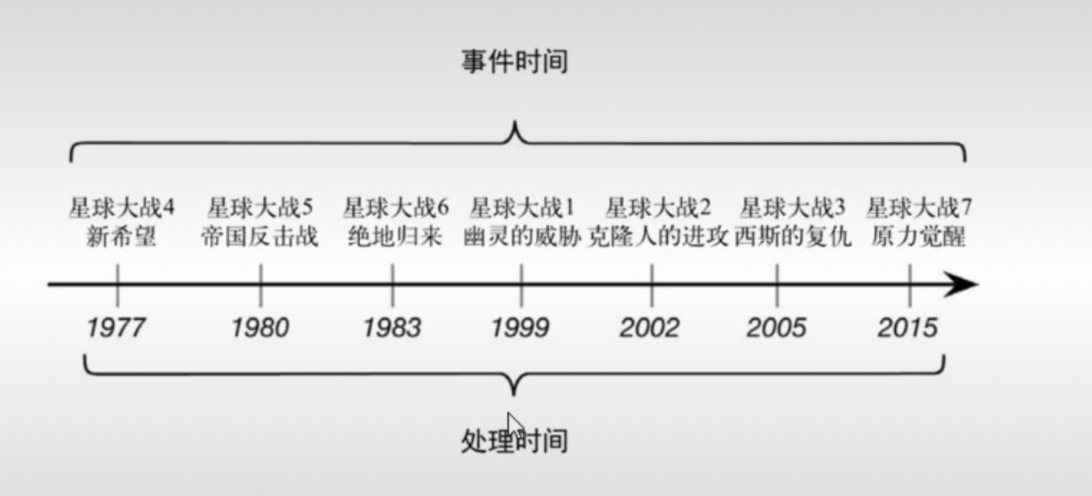 事件时间
星球大战4 星球大战5 星球大战6 星球大战1 星球大战2 星球大战3 星球大战7
新希望 帝国反击战 绝地归来 幽灵的威胁 克隆人的进攻 西斯的复仇 原力觉醒
1977 1980 1983 1999 2002 2005 2015
处理时间